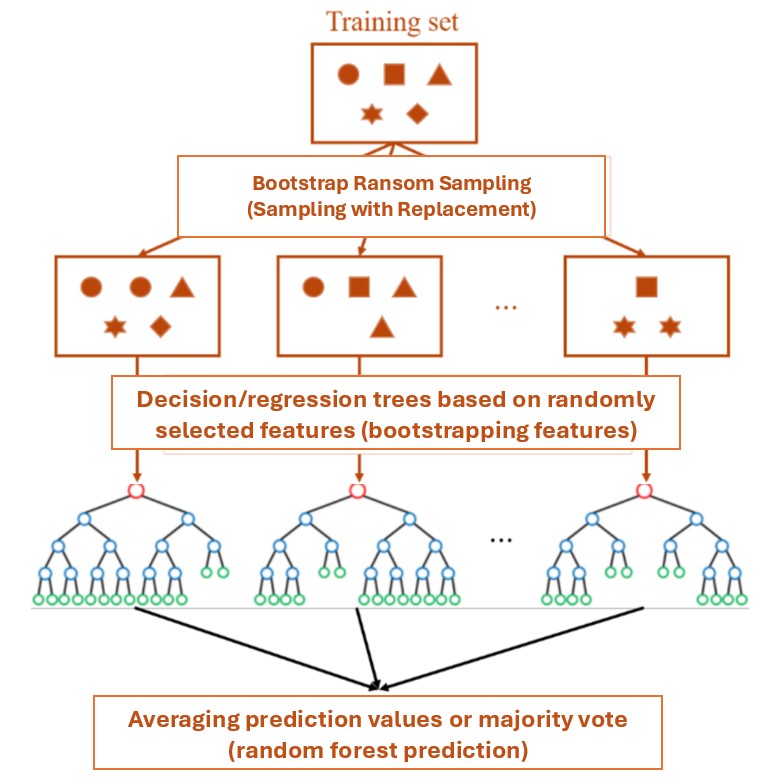 Training set
Bootstrap Ransom Sampling
(Sampling with Replacement)
...
Decision/regression trees based on randomly
selected features (bootstrapping features)
...
Averaging prediction values or majority vote
(random forest prediction)